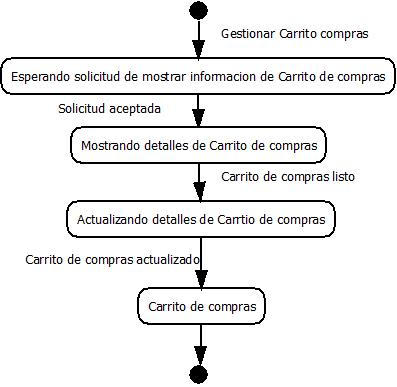 Gestionar Carrito compras
Esperando solicitud de mostrar informacion de Carrito de compras
Solicitud aceptada
Mostrando detalles de Carrito de compras
Carrito de compras listo
Actualizando detalles de Carrtio de compras
Carrito de compras actualizado
Carrito de compras